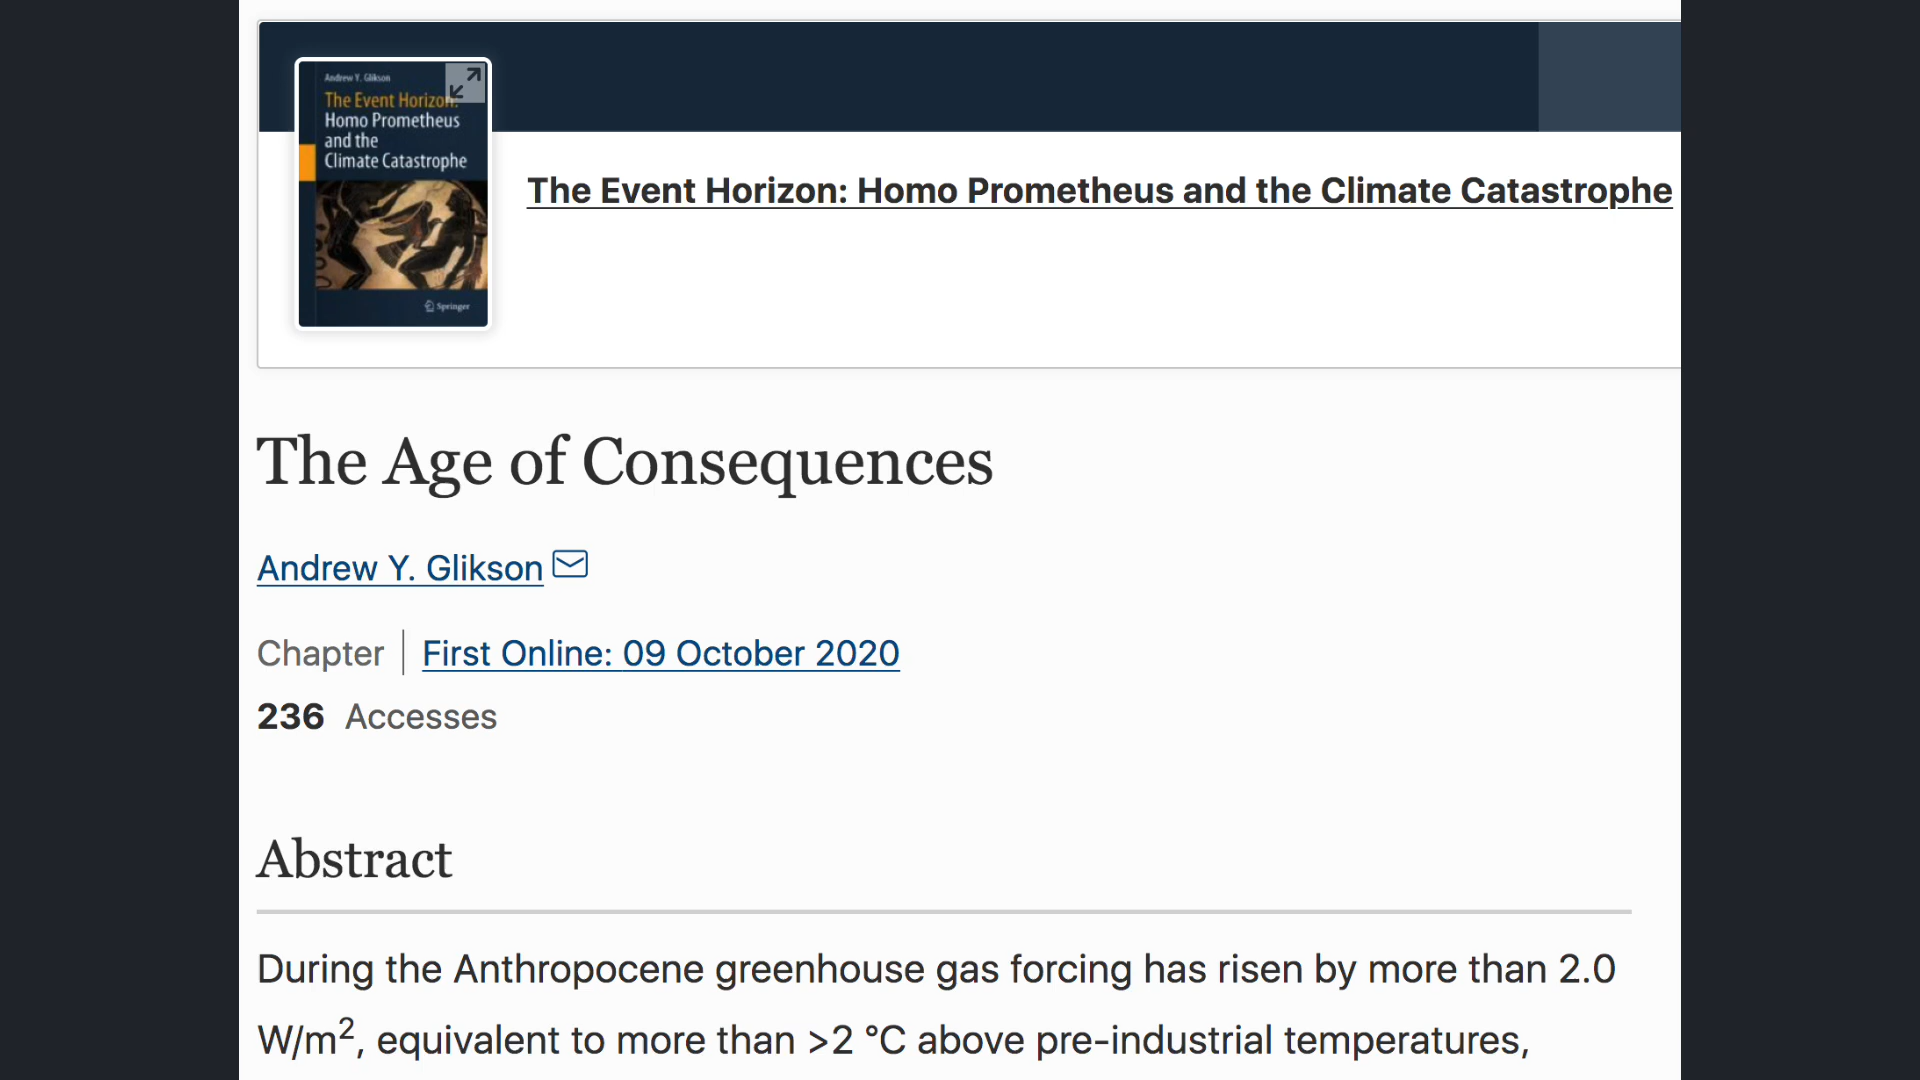 Andrew Y. Glikson
The Event Horizon:
Homo Prometheus
and the
Climate Catastrophe
Springer
The Event Horizon: Homo Prometheus and the Climate Catastrophe
The Age of Consequences
Andrew Y. Glikson
Chapter | First Online: 09 October 2020
236 Accesses
Abstract
During the Anthropocene greenhouse gas forcing has risen by more than 2.0
W/m², equivalent to more than >2 °C above pre-industrial temperatures,